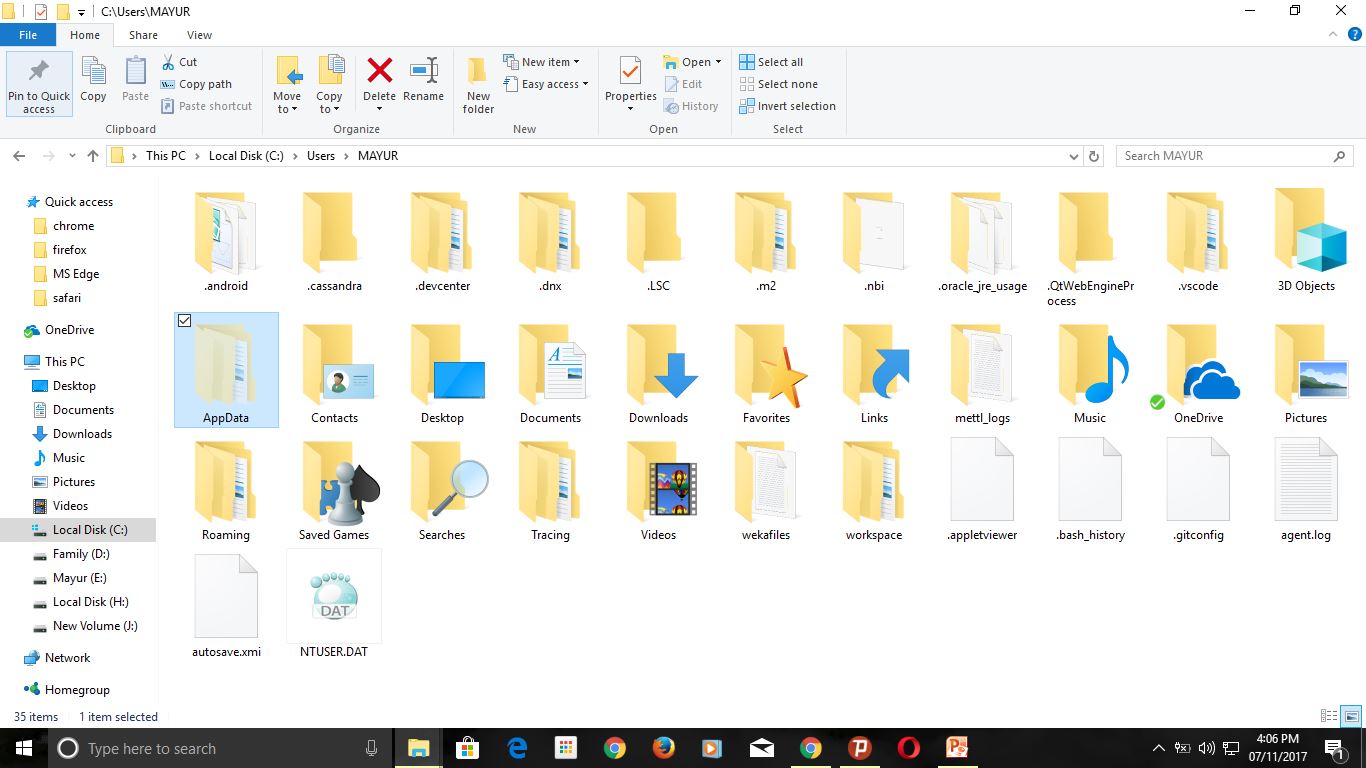 C:\Users\MAYUR
File Home Share View
Pin to Quick access
Copy
Paste
Cut
Copy path
Paste shortcut
Move to
Copy to
Delete
Rename
New folder
New item
Easy access
Properties
Open
Edit
History
Select all
Select none
Invert selection
Clipboard Organize New Open Select
This PC Local Disk (C:) Users MAYUR
Search MAYUR
Quick access
chrome
firefox
MS Edge
safari
OneDrive
This PC
Desktop
Documents
Downloads
Music
Pictures
Videos
Local Disk (C:)
Family (D:)
Mayur (E:)
Local Disk (H:)
New Volume (J:)
Network
Homegroup
.android .cassandra .devcenter .dnx .LSC .m2 .nbi .oracle_jre_usage .QtWebEnginePr .vscode 3D Objects
ocess
AppData Contacts Desktop Documents Downloads Favorites Links mettl_logs Music OneDrive Pictures
Roaming Saved Games Searches Tracing Videos wekafiles workspace .appletviewer .bash_history .gitconfig agent.log
DAT
autosave.xmi NTUSER.DAT
35 items 1 item selected
Type here to search
4:06 PM
07/11/2017
1